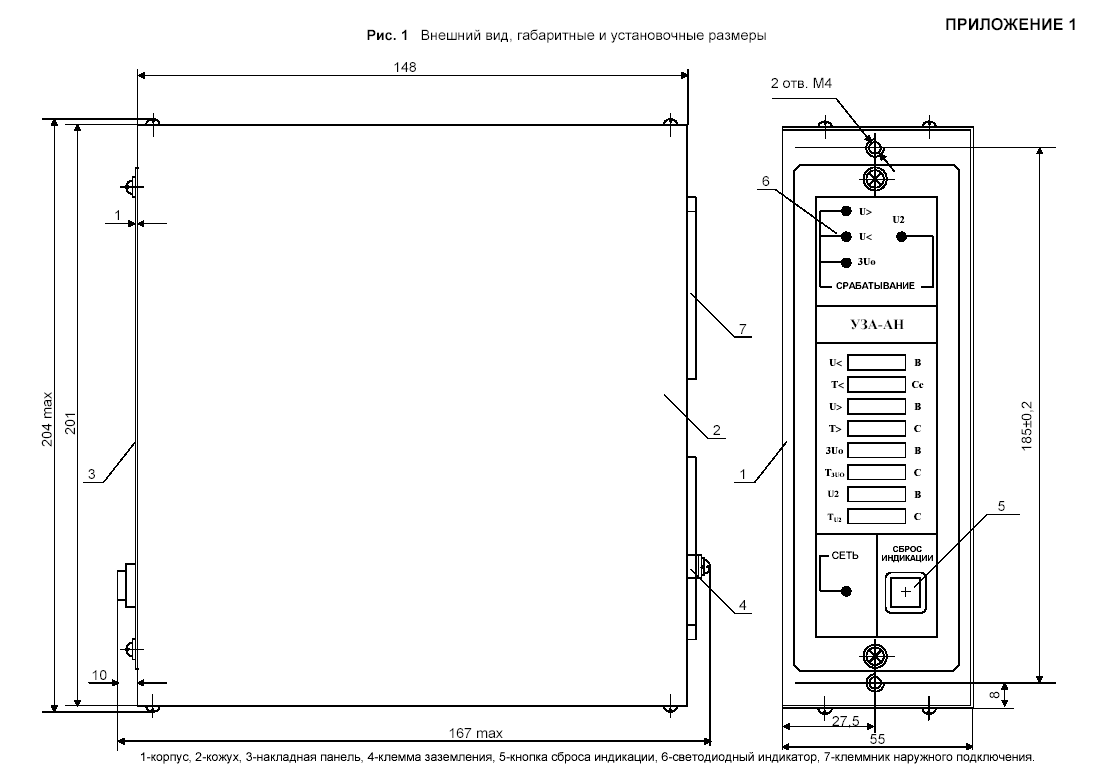 ПРИЛОЖЕНИЕ 1
Рис. 1 Внешний вид, габаритные и установочные размеры
148
2 отв. М4
6
U>
U2
U<
1
3Uo
СРАБАТЫВАНИЕ
7
УЗА-АН
U< В
T< Сс
U> В
204 max
201
2
T> С
185±0,2
3Uo В
3
1
T3UO С
U2 В
5
TU2 С
СЕТЬ
СБРОС
ИНДИКАЦИИ
4
10
8
27,5
167 max
55
1-корпус, 2-кожух, 3-накладная панель, 4-клемма заземления, 5-кнопка сброса индикации, 6-светодиодный индикатор, 7-клеммник наружного подключения.